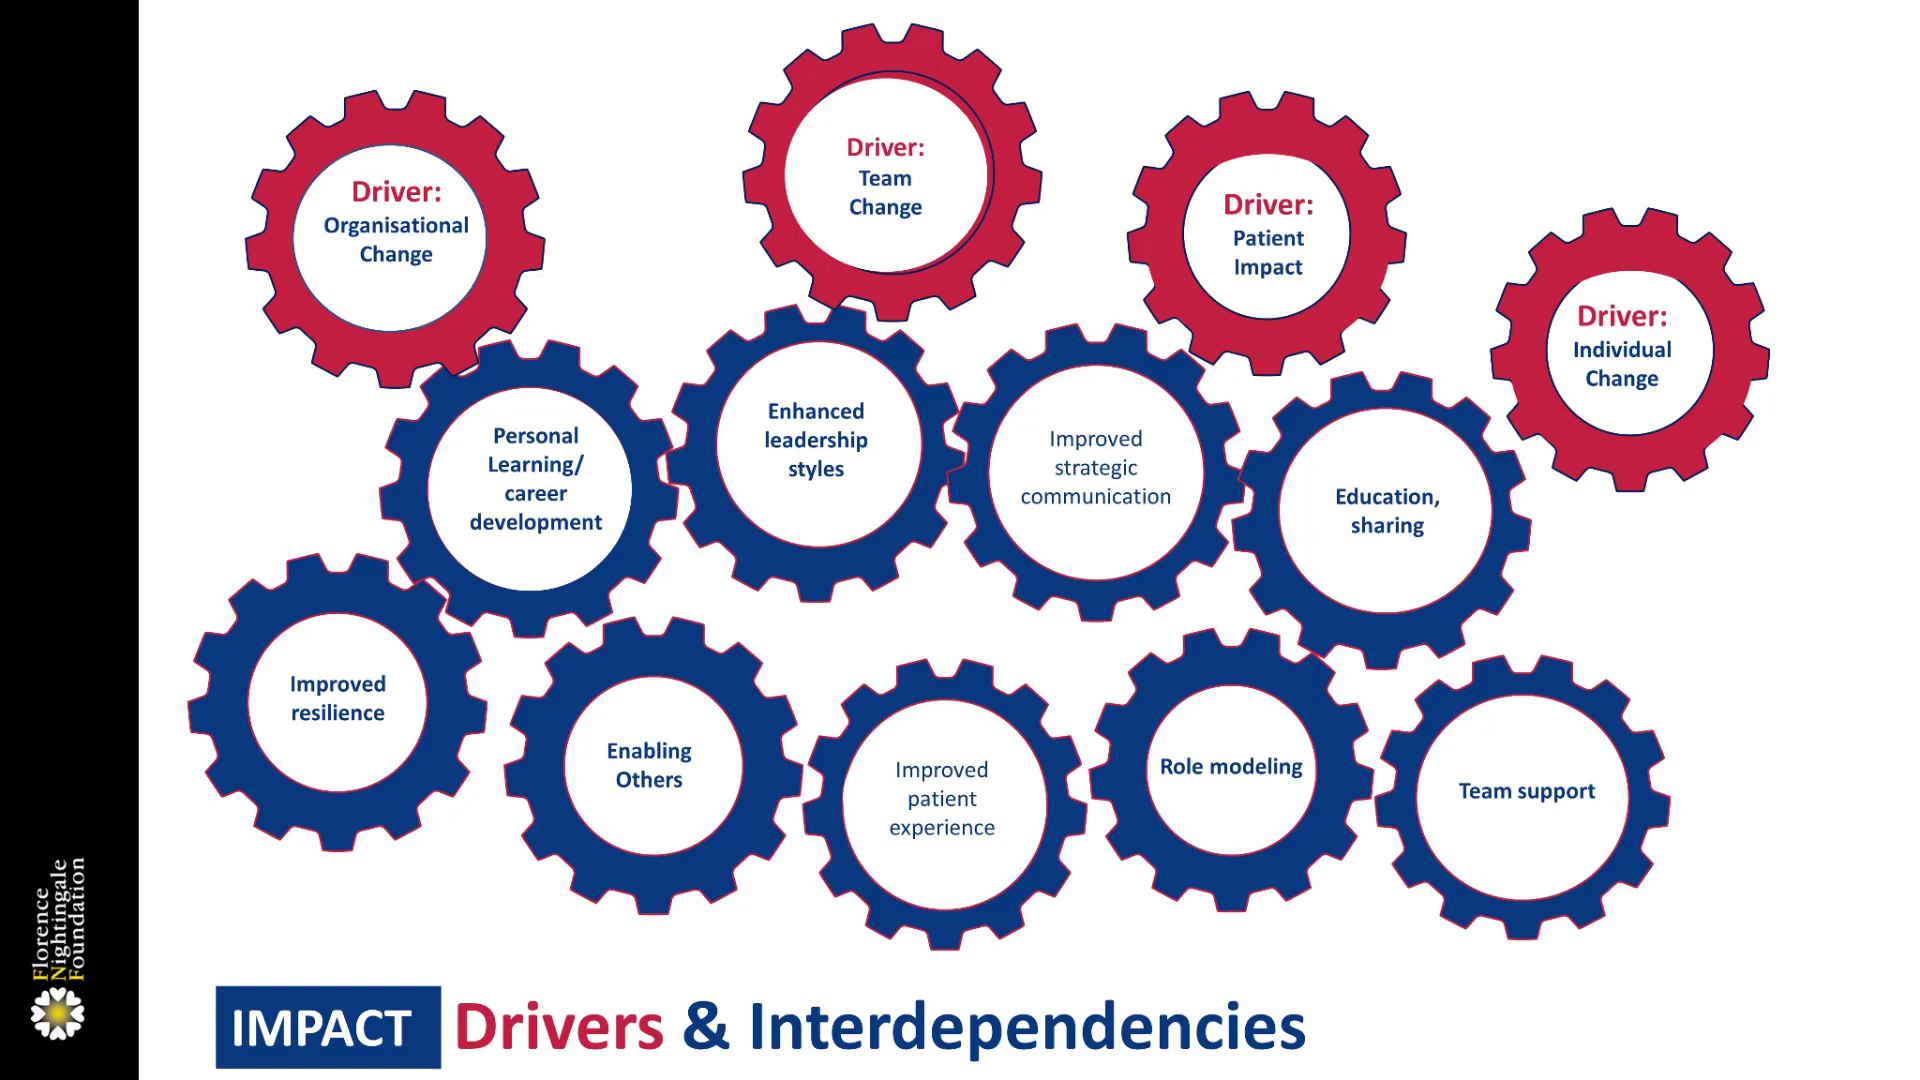 Driver:
Organisational
Change
Driver:
Team
Change
Driver:
Patient
Impact
Driver:
Individual
Change
Personal
Learning/
career
development
Enhanced
leadership
styles
Improved
strategic
communication
Education,
sharing
Improved
resilience
Enabling
Others
Improved
patient
experience
Role modeling
Team support
Florence
Nightingale
Foundation
IMPACT Drivers & Interdependencies